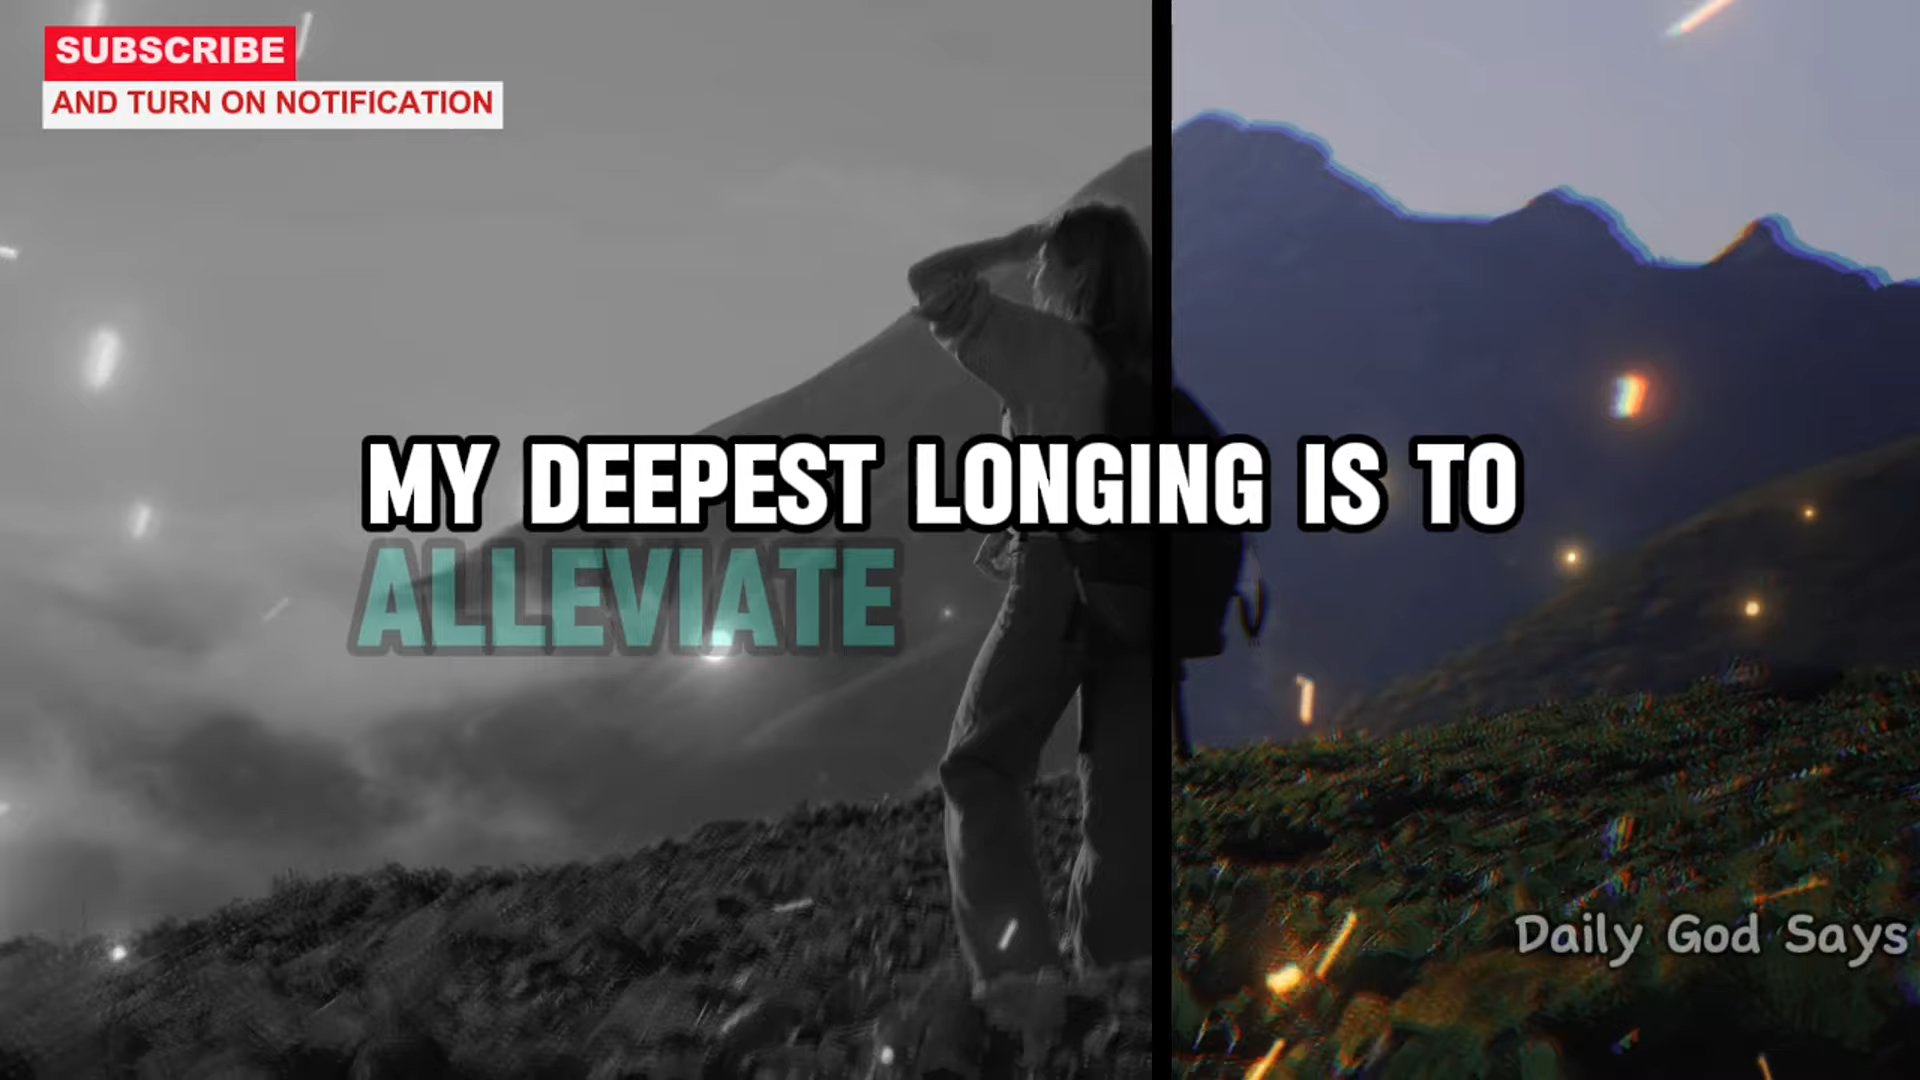 SUBSCRIBE
AND TURN ON NOTIFICATION
MY DEEPEST LONGING IS TO
ALLEVIATE
Daily God Says